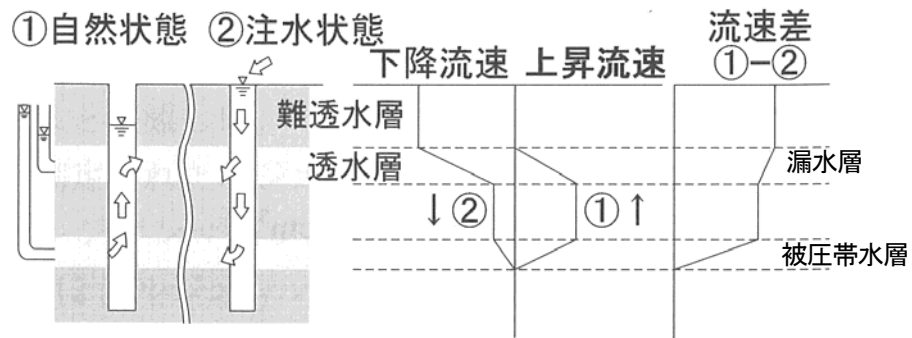 ①自然状態 ②注水状態
下降流速 上昇流速
流速差
①−②
難透水層
透水層
漏水層
↓② ①↑
被圧帯水層